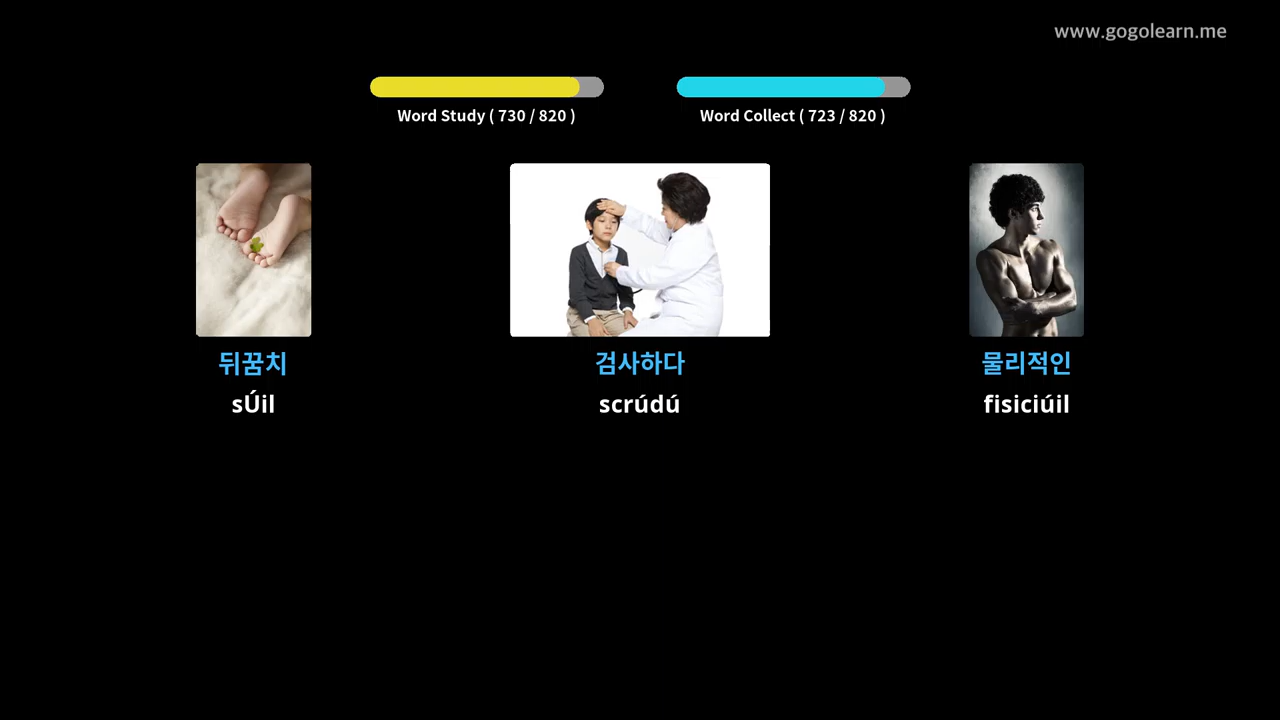 www.gogolearn.me
Word Study ( 730 / 820 )
Word Collect ( 723 / 820 )
뒤꿈치
검사하다
물리적인
sÚil
scrúdú
fisiciúil